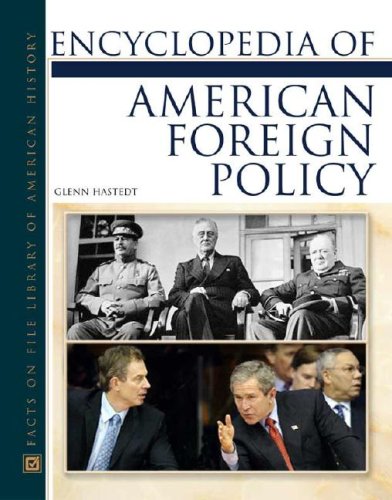 ENCYCLOPEDIA OF
AMERICAN
FOREIGN
POLICY
GLENN HASTEDT
FACTS ON FILE LIBRARY OF AMERICAN HISTORY